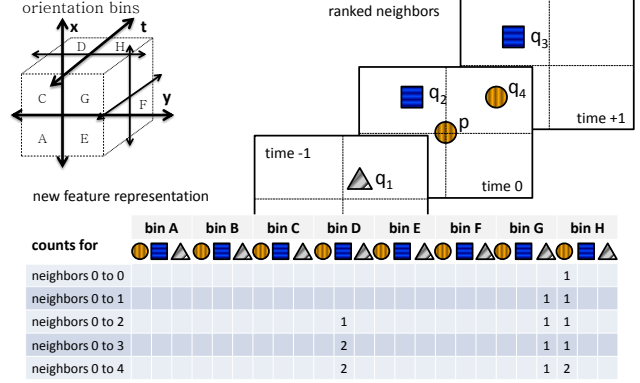 orientation bins
x
t
D
H
C
G
F
y
A
E
ranked neighbors
q3
time +1
q2
q4
p
time 0
time -1
q1
new feature representation
bin A bin B bin C bin D bin E bin F bin G bin H
counts for
neighbors 0 to 0 1
neighbors 0 to 1 1 1
neighbors 0 to 2 1 1 1
neighbors 0 to 3 2 1 1
neighbors 0 to 4 2 1 2